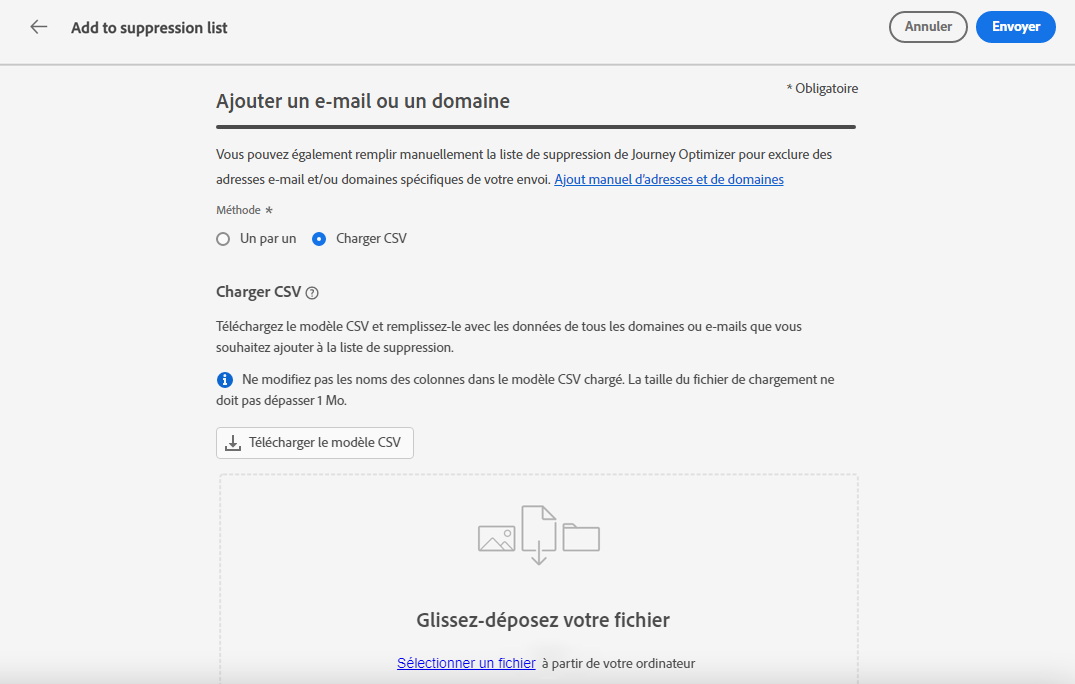 Add to suppression list
Annuler
Envoyer
* Obligatoire
Ajouter un e-mail ou un domaine
Vous pouvez également remplir manuellement la liste de suppression de Journey Optimizer pour exclure des
adresses e-mail et/ou domaines spécifiques de votre envoi. Ajout manuel d'adresses et de domaines
Méthode *
Un par un
Charger CSV
Charger CSV
Téléchargez le modèle CSV et remplissez-le avec les données de tous les domaines ou e-mails que vous
souhaitez ajouter à la liste de suppression.
Ne modifiez pas les noms des colonnes dans le modèle CSV chargé. La taille du fichier de chargement ne
doit pas dépasser 1 Mo.
Télécharger le modèle CSV
Glissez-déposez votre fichier
Sélectionner un fichier à partir de votre ordinateur